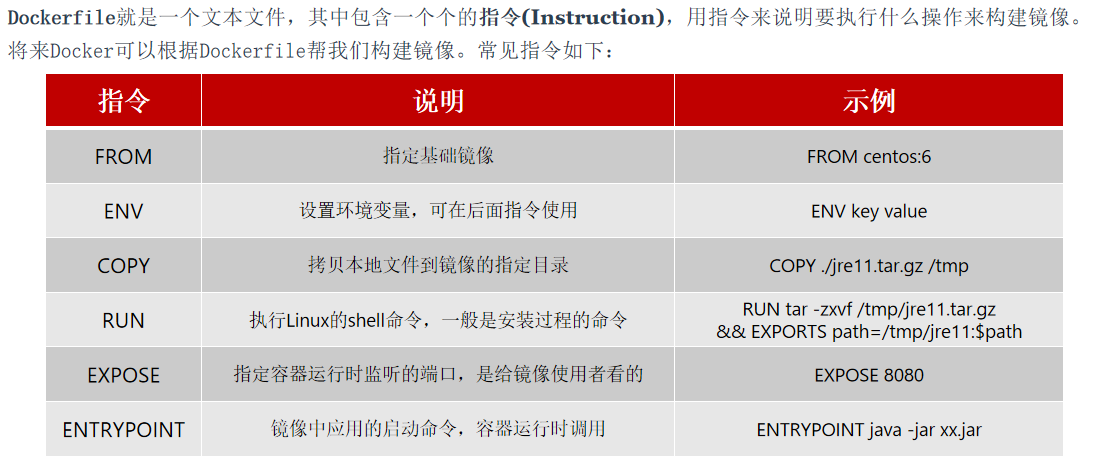 Dockerfile就是一个文本文件，其中包含一个个的指令(Instruction)，用指令来说明要执行什么操作来构建镜像。
将来Docker可以根据Dockerfile帮我们构建镜像。常见指令如下：
指令 说明 示例
FROM 指定基础镜像 FROM centos:6
ENV 设置环境变量，可在后面指令使用 ENV key value
COPY 拷贝本地文件到镜像的指定目录 COPY ./jre11.tar.gz /tmp
RUN 执行Linux的shell命令，一般是安装过程的命令 RUN tar -zxvf /tmp/jre11.tar.gz
&& EXPORTS path=/tmp/jre11:$path
EXPOSE 指定容器运行时监听的端口，是给镜像使用者看的 EXPOSE 8080
ENTRYPOINT 镜像中应用的启动命令，容器运行时调用 ENTRYPOINT java -jar xx.jar